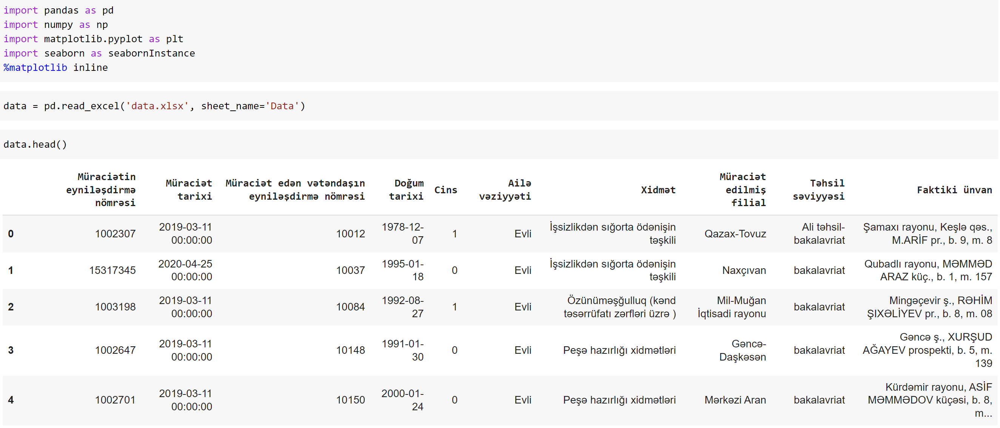 import pandas as pd
import numpy as np
import matplotlib.pyplot as plt
import seaborn as seabornInstance
%matplotlib inline
data = pd.read_excel('data.xlsx', sheet_name='Data')
data.head()
Müraciətin eyniləşdirmə nömrəsi Müraciət tarixi Müraciət edən vətəndaşın eyniləşdirmə nömrəsi Doğum tarixi Cins Ailə vəziyyəti Xidmət Müraciət edilmiş filial Təhsil səviyyəsi Faktiki ünvan
0 1002307 2019-03-11 00:00:00 10012 1978-12-07 1 Evli İşsizlikdən sığorta ödənişin təşkili Qazax-Tovuz Ali təhsil-bakalavriat Şamaxı rayonu, Keşlə qəs., M.ARİF pr., b. 9, m. 8
1 15317345 2020-04-25 00:00:00 10037 1995-01-18 0 Evli İşsizlikdən sığorta ödənişin təşkili Naxçıvan bakalavriat Qubadlı rayonu, MƏMMƏD ARAZ küç., b. 1, m. 157
2 1003198 2019-03-11 00:00:00 10084 1992-08-27 1 Evli Özünüməşğulluq (kənd təsərrüfatı zərfləri üzrə ) Mil-Muğan İqtisadi rayonu bakalavriat Mingəçevir ş., RƏHİM ŞIXƏLİYEV pr., b. 8, m. 08
3 1002647 2019-03-11 00:00:00 10148 1991-01-30 0 Evli Peşə hazırlığı xidmətləri Gəncə-Daşkəsən bakalavriat Gəncə ş., XURŞUD AĞAYEV prospekti, b. 5, m. 139
4 1002701 2019-03-11 00:00:00 10150 2000-01-24 0 Evli Peşə hazırlığı xidmətləri Mərkəzi Aran bakalavriat Kürdəmir rayonu, ASİF MƏMMƏDOV küçəsi, b. 8, m...